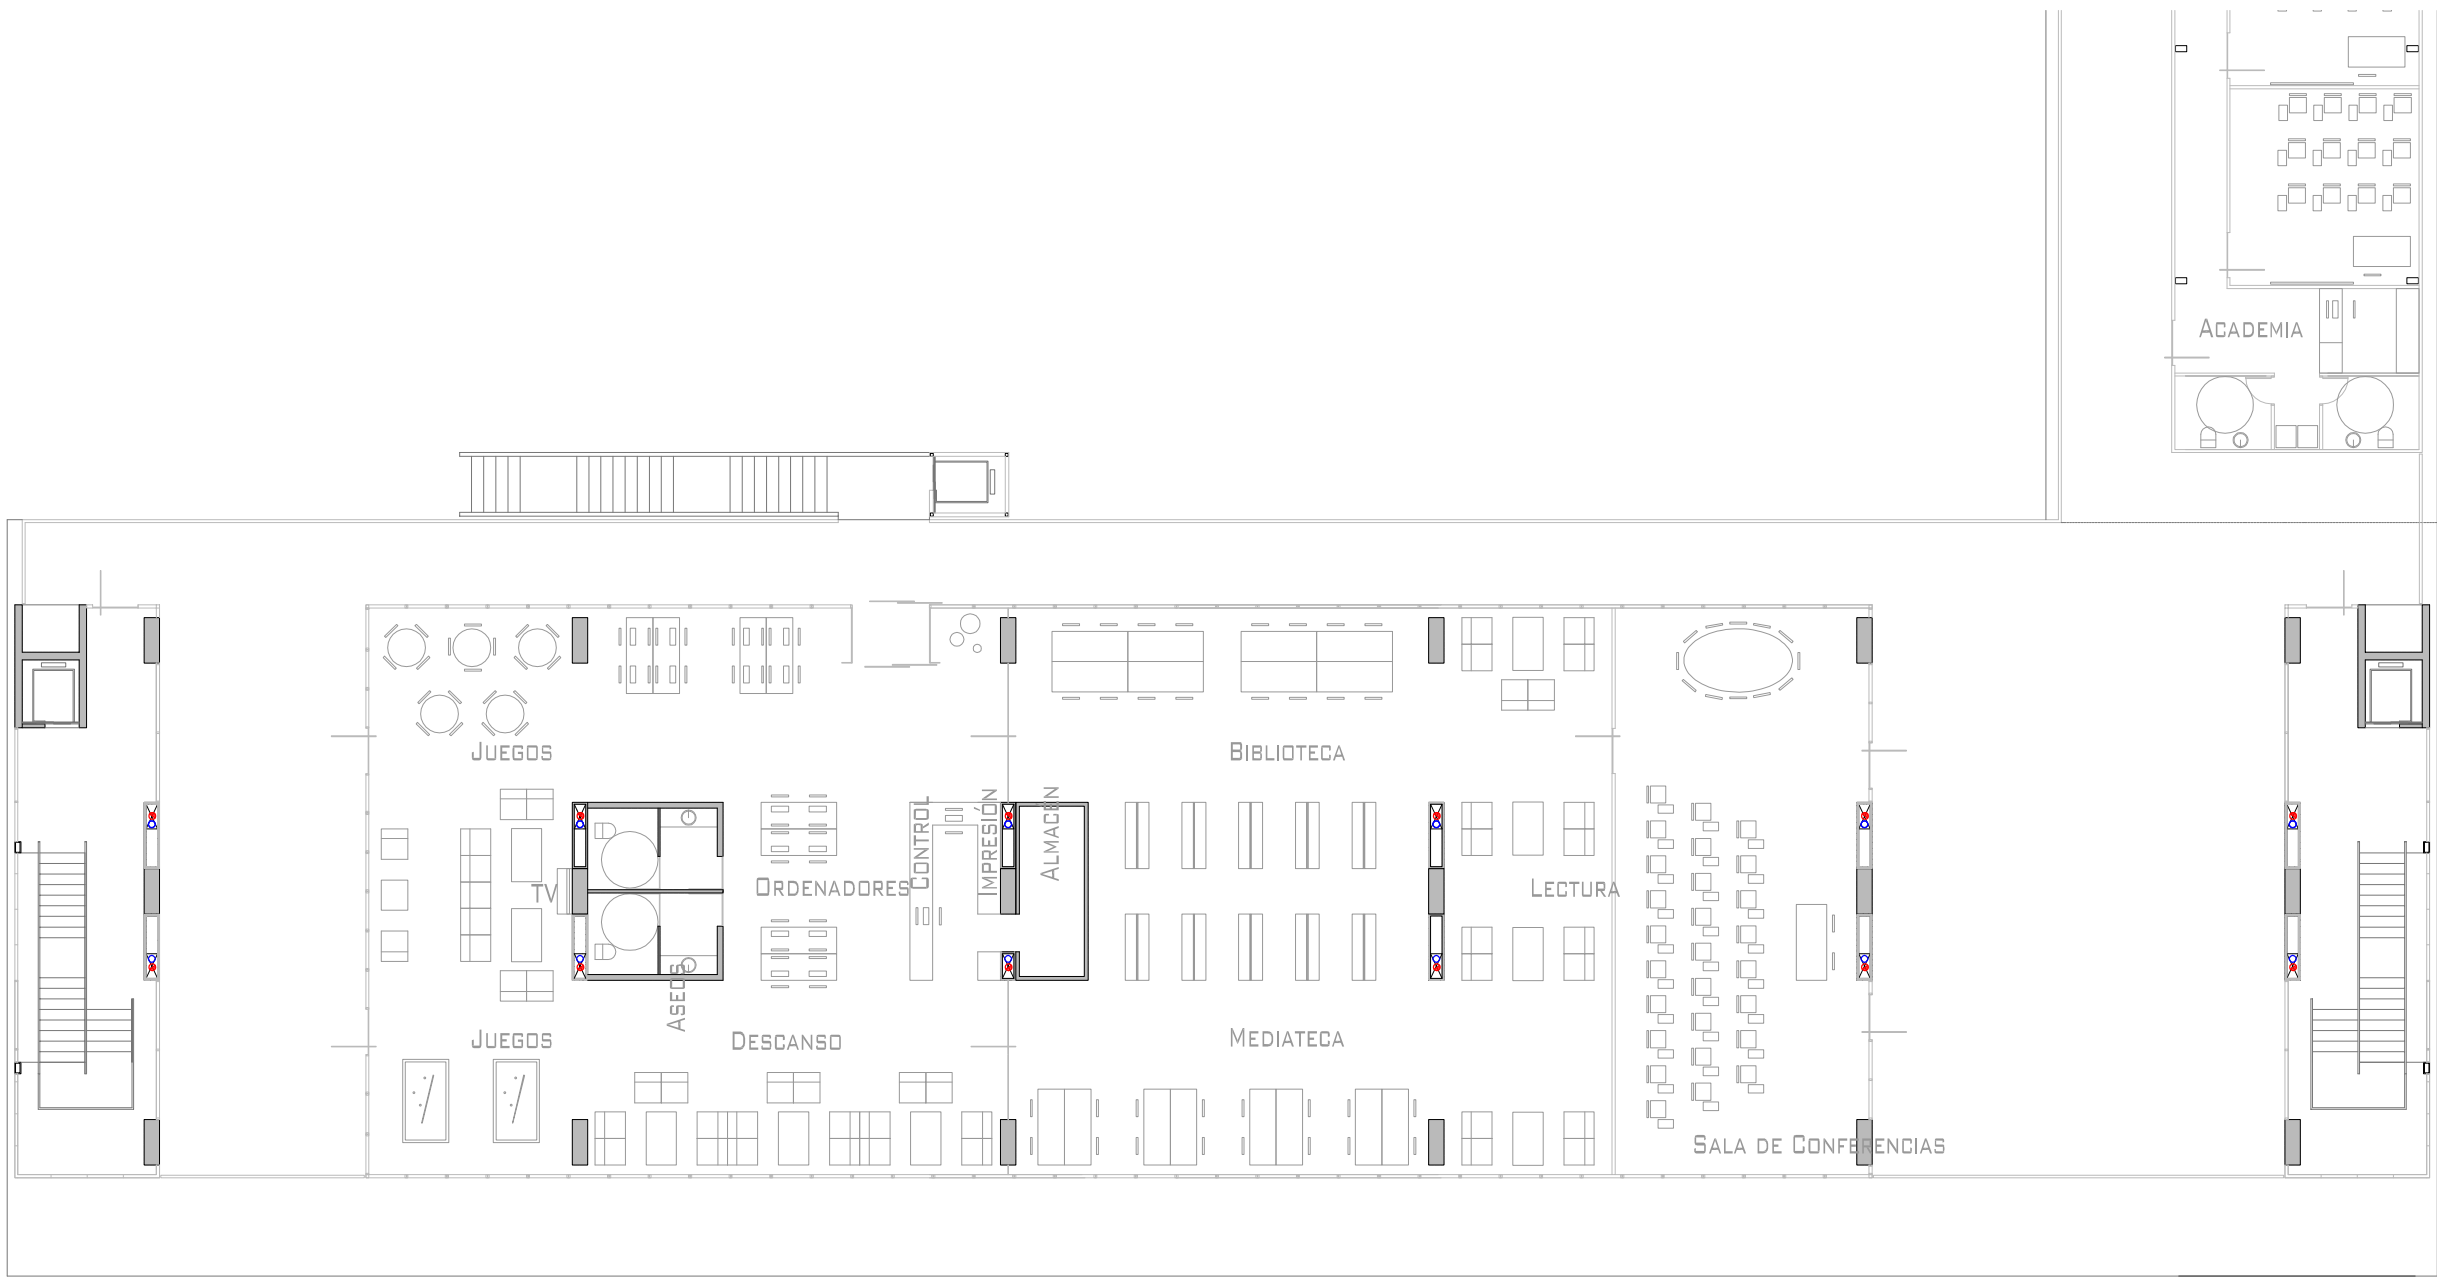 Academia
Juegos
Biblioteca
Control
Impresión
Almacén
TV
Ordenadores
Lectura
Aseos
Juegos
Descanso
Mediateca
Sala de Conferencias